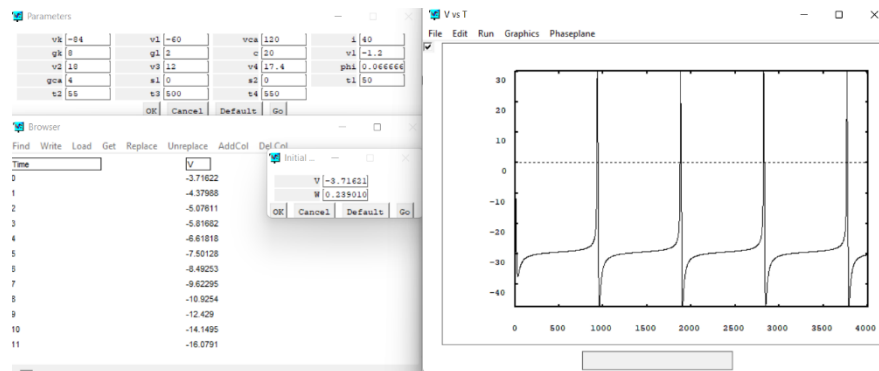 Parameters
vk -84 vl -60 vca 120 i 40
gk 8 gl 2 c 20 v1 -1.2
v2 18 v3 12 v4 17.4 phi 0.066666
gca 4 s1 0 s2 0 t1 50
t2 55 t3 500 t4 550
OK Cancel Default Go
Browser
Find Write Load Get Replace Unreplace AddCol DelCol
Time V
0 -3.71622
1 -4.37988
2 -5.07611
3 -5.81682
4 -6.61818
5 -7.50128
6 -8.49253
7 -9.62295
8 -10.9254
9 -12.429
10 -14.1495
11 -16.0791
Initial ...
V -3.71621
W 0.239010
OK Cancel Default Go
V vs T
File Edit Run Graphics Phaseplane
30
20
10
0
-10
-20
-30
-40
0 500 1000 1500 2000 2500 3000 3500 4000